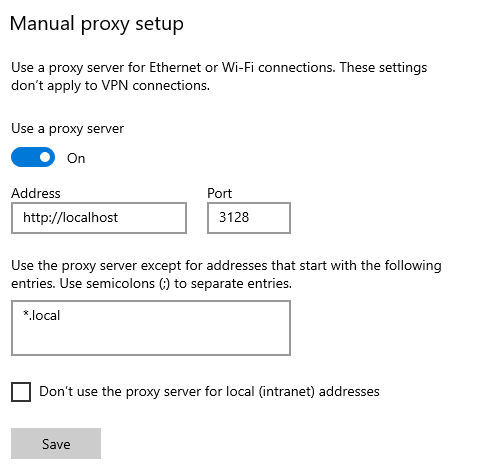 Manual proxy setup
Use a proxy server for Ethernet or Wi-Fi connections. These settings
don't apply to VPN connections.
Use a proxy server
On
Address Port
http://localhost 3128
Use the proxy server except for addresses that start with the following
entries. Use semicolons (;) to separate entries.
*.local
Don't use the proxy server for local (intranet) addresses
Save